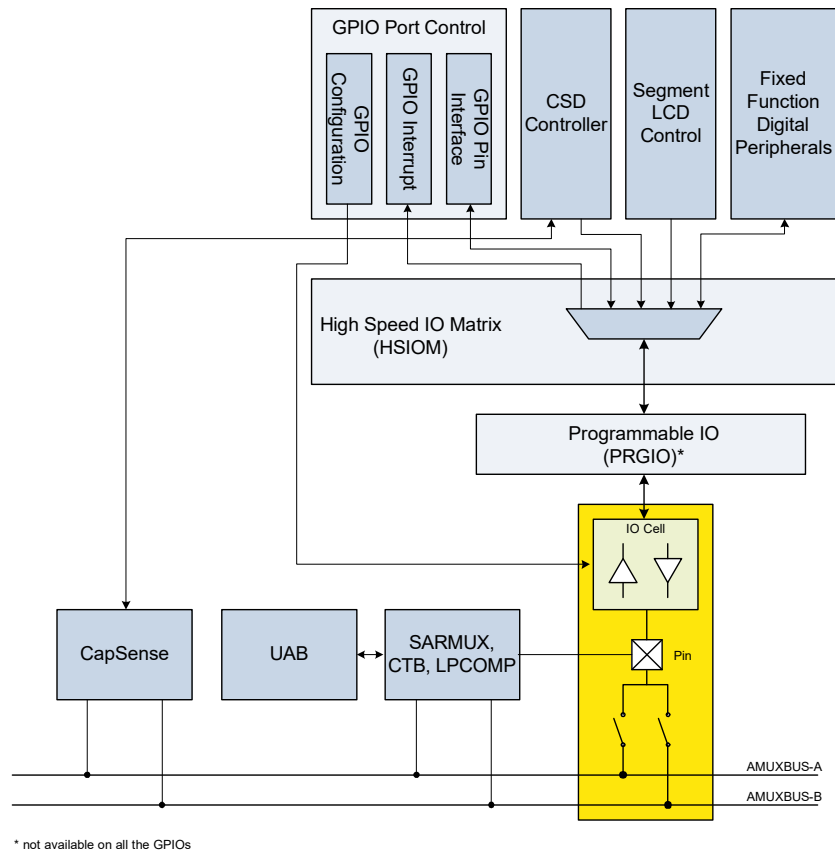 GPIO Port Control
GPIO
Configuration
GPIO Interrupt
GPIO Pin
Interface
CSD
Controller
Segment
LCD
Control
Fixed
Function
Digital
Peripherals
High Speed IO Matrix
(HSIOM)
Programmable IO
(PRGIO)*
IO Cell
CapSense
UAB
SARMUX,
CTB, LPCOMP
Pin
AMUXBUS-A
AMUXBUS-B
* not available on all the GPIOs